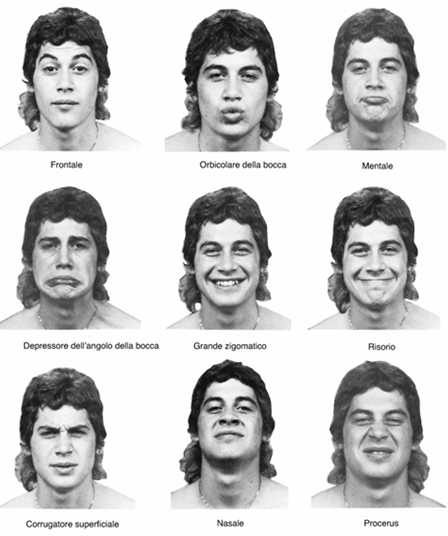 Frontale
Orbicolare della bocca
Mentale
Depressore dell'angolo della bocca
Grande zigomatico
Risorio
Corrugatore superficiale
Nasale
Procerus